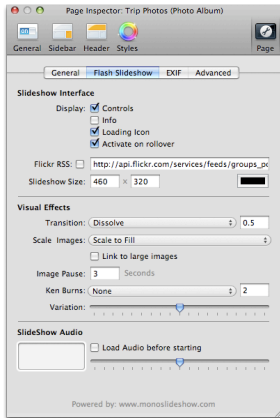 Page Inspector: Trip Photos (Photo Album)
General Sidebar Header Styles Page
General Flash Slideshow EXIF Advanced
Slideshow Interface
Display: Controls
Info
Loading Icon
Activate on rollover
Flickr RSS: http://api.flickr.com/services/feeds/groups_po
Slideshow Size: 460 x 320
Visual Effects
Transition: Dissolve 0.5
Scale Images: Scale to Fill
Link to large images
Image Pause: 3 Seconds
Ken Burns: None 2
Variation:
SlideShow Audio
Load Audio before starting
Powered by: www.monoslideshow.com